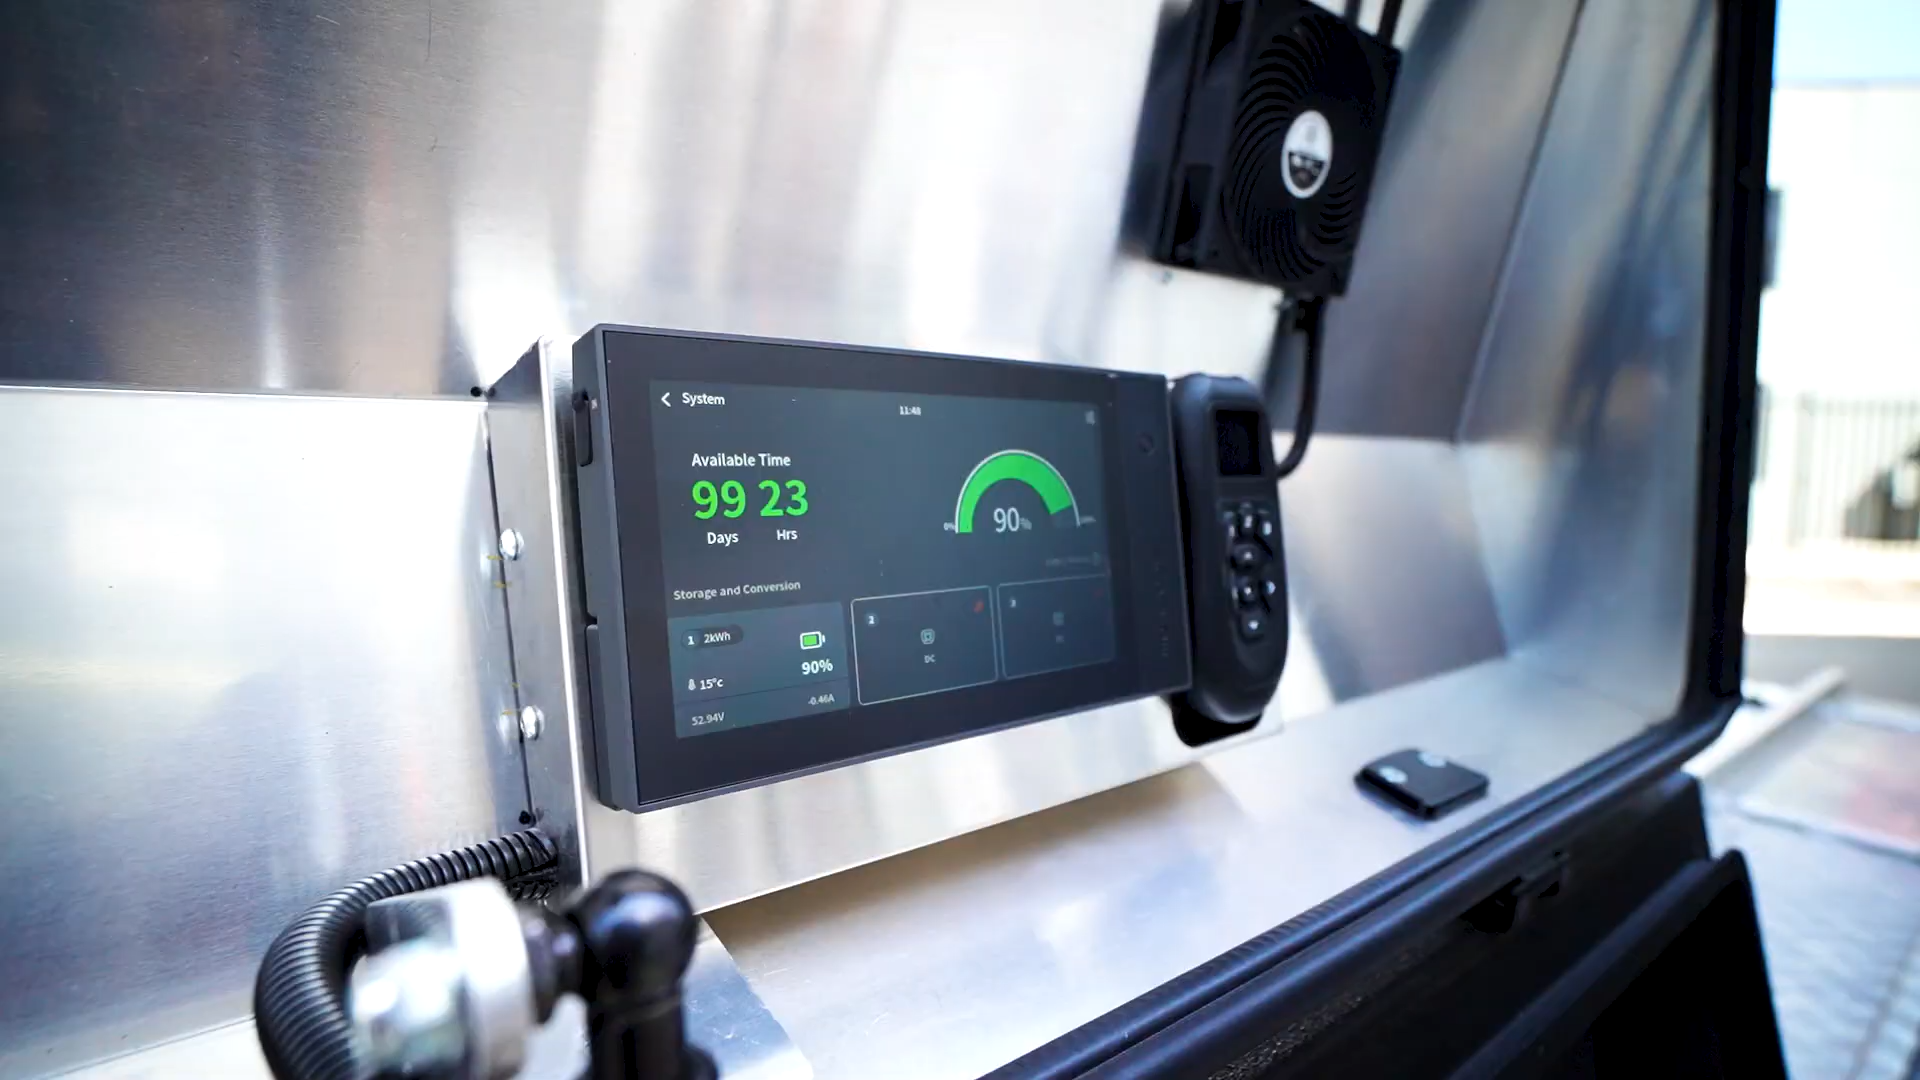 System
11:48
Available Time
99 23
Days Hrs
0%
90%
Storage and Conversion
1 2kWh
90%
15°c
52.94V
-0.46A
2
DC
3